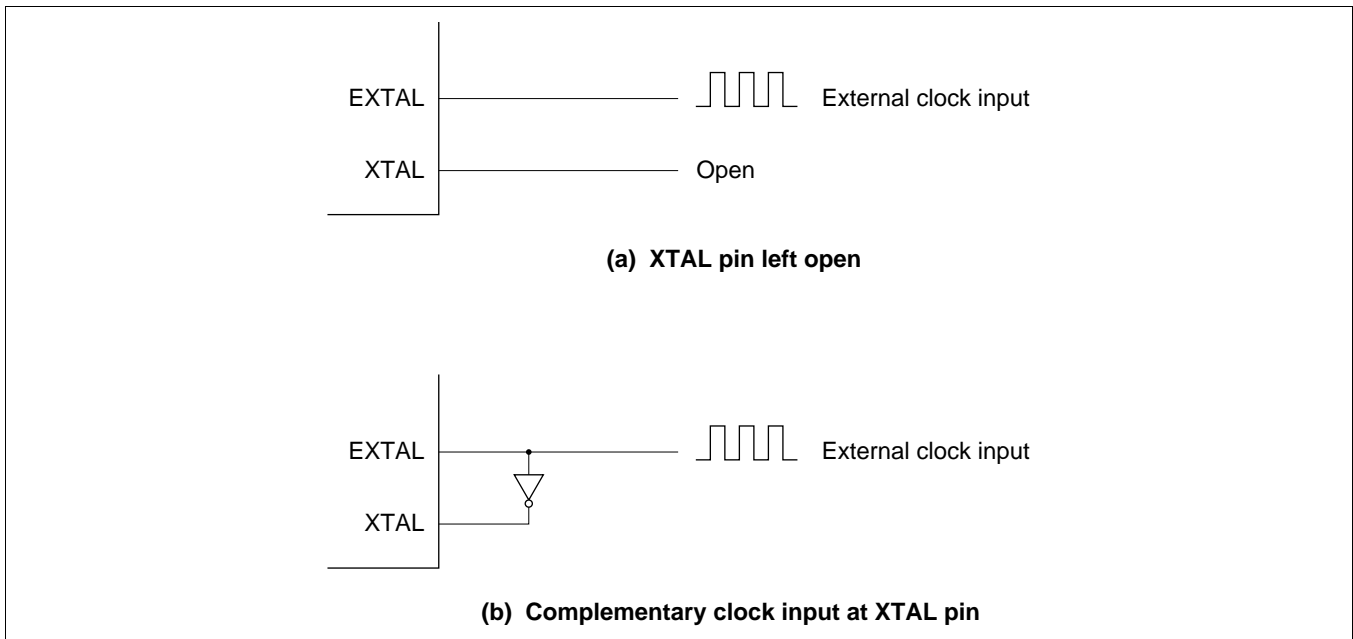 EXTAL
External clock input
XTAL
Open
(a) XTAL pin left open
EXTAL
External clock input
XTAL
(b) Complementary clock input at XTAL pin